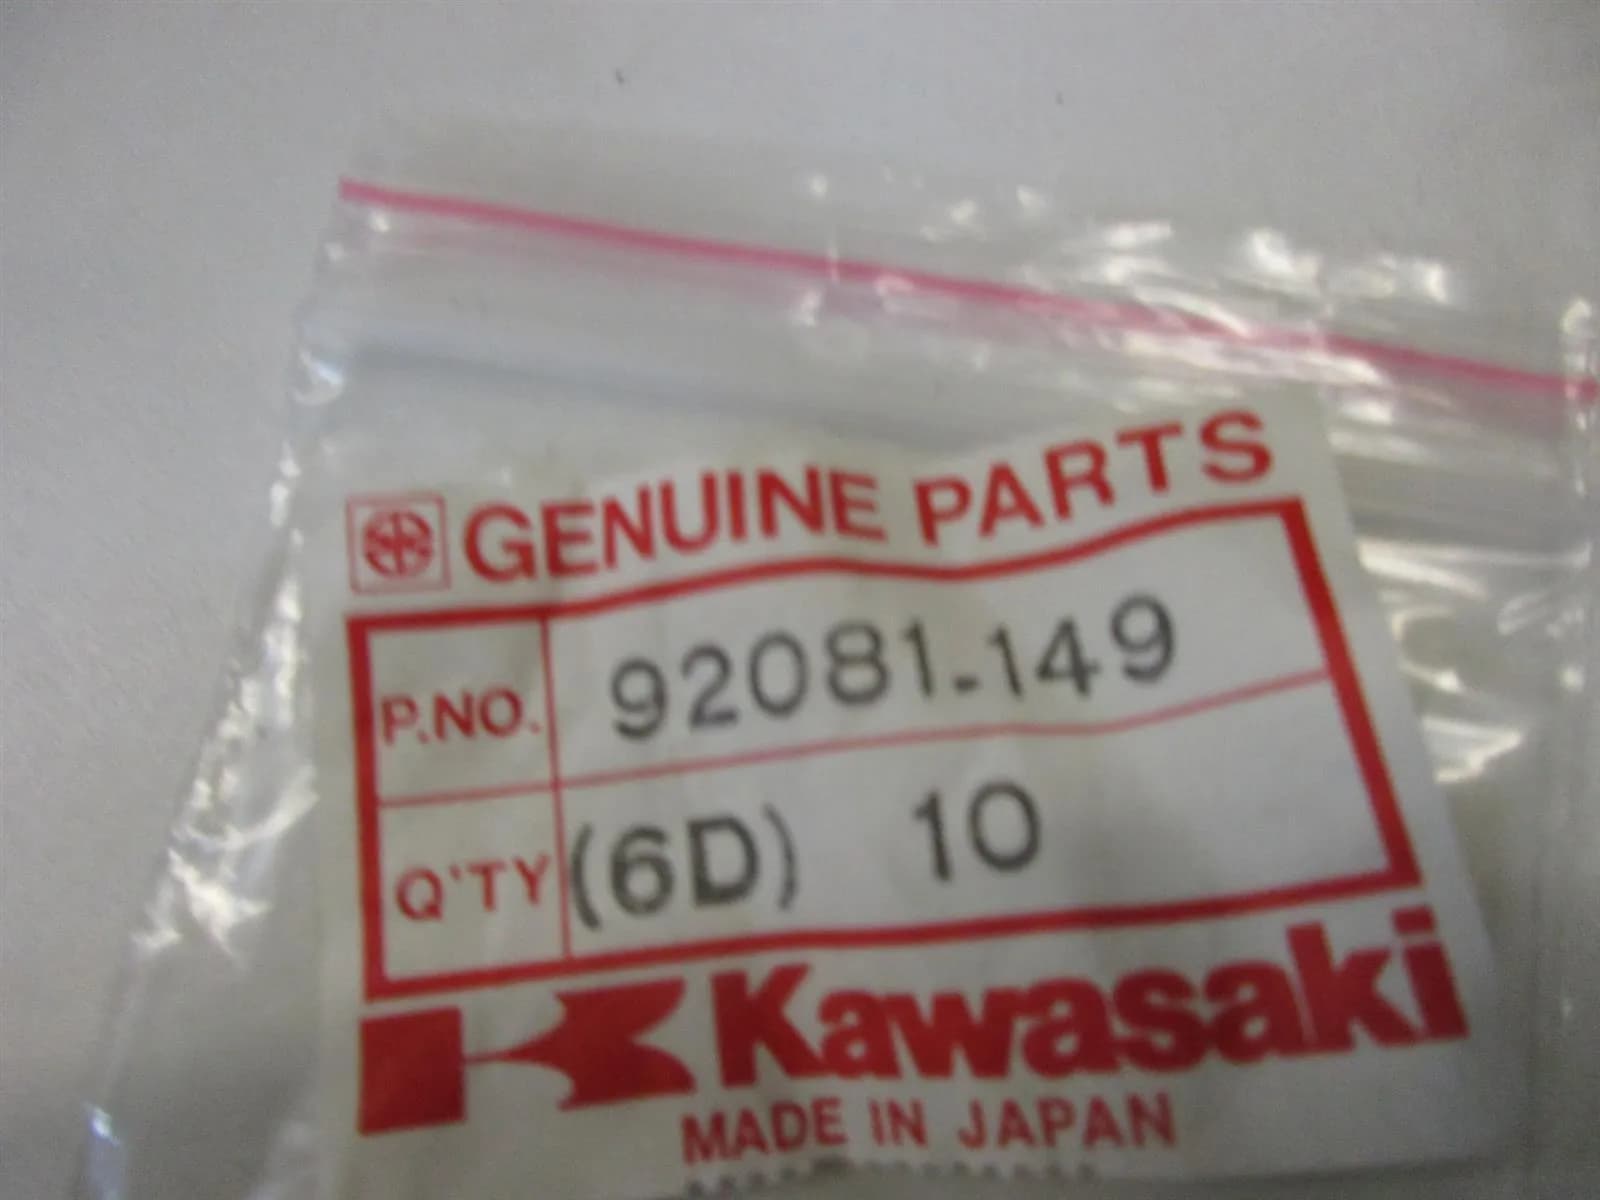 GENUINE PARTS
P.NO. 92081-149
Q'TY (6D) 10
Kawasaki
MADE IN JAPAN